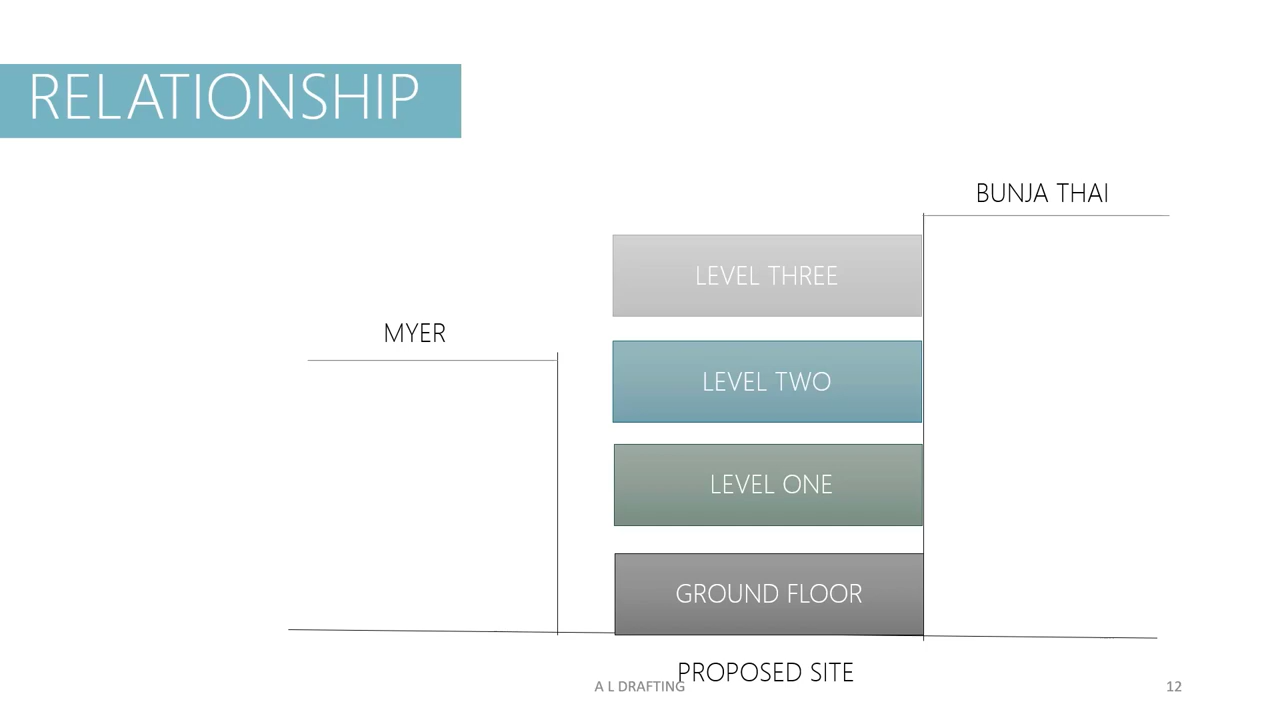 RELATIONSHIP
BUNJA THAI
LEVEL THREE
MYER
LEVEL TWO
LEVEL ONE
GROUND FLOOR
PROPOSED SITE
A L DRAFTING
12